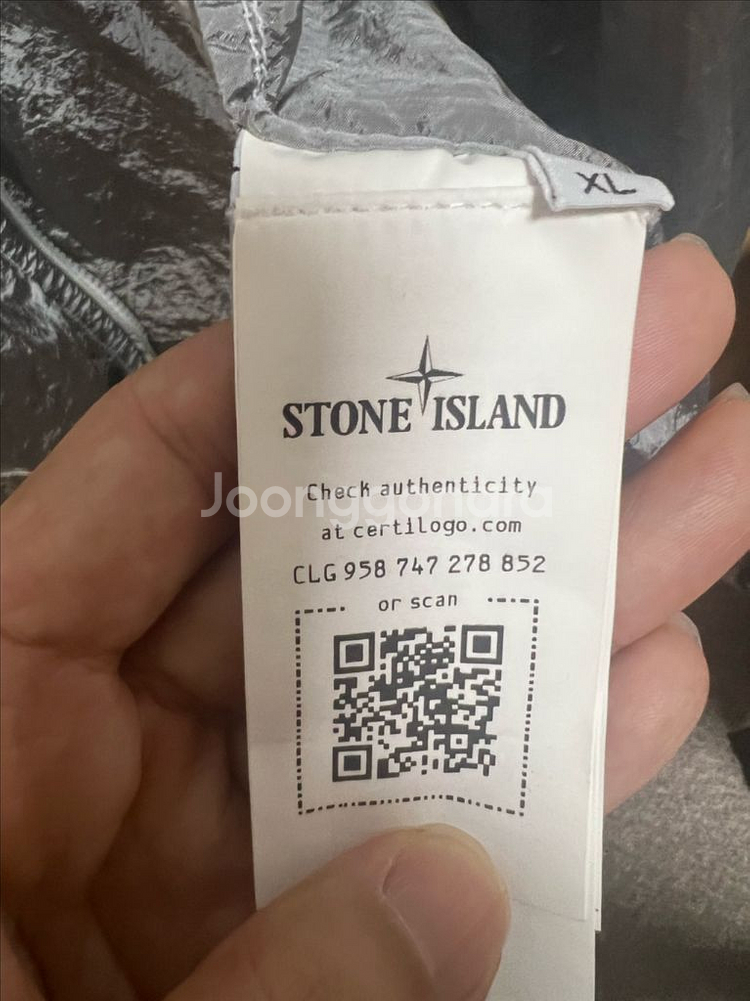 XL
STONE ISLAND
Check authenticity
Joonggonara
at certilogo.com
CLG 958 747 278 852
or scan